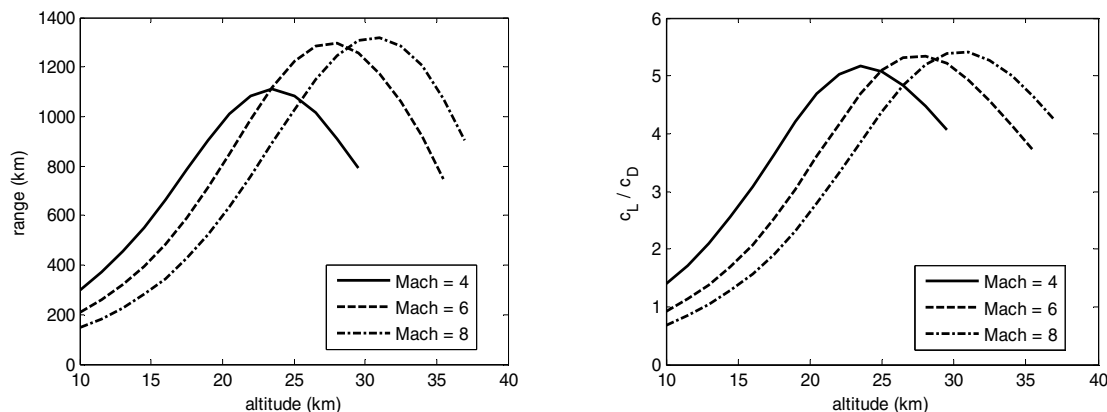 range (km)
1400
1200
1000
800
600
400
200
0
10
15
20
25
30
35
40
altitude (km)
Mach = 4
Mach = 6
Mach = 8
c_L / c_D
6
5
4
3
2
1
0
10
15
20
25
30
35
40
altitude (km)
Mach = 4
Mach = 6
Mach = 8